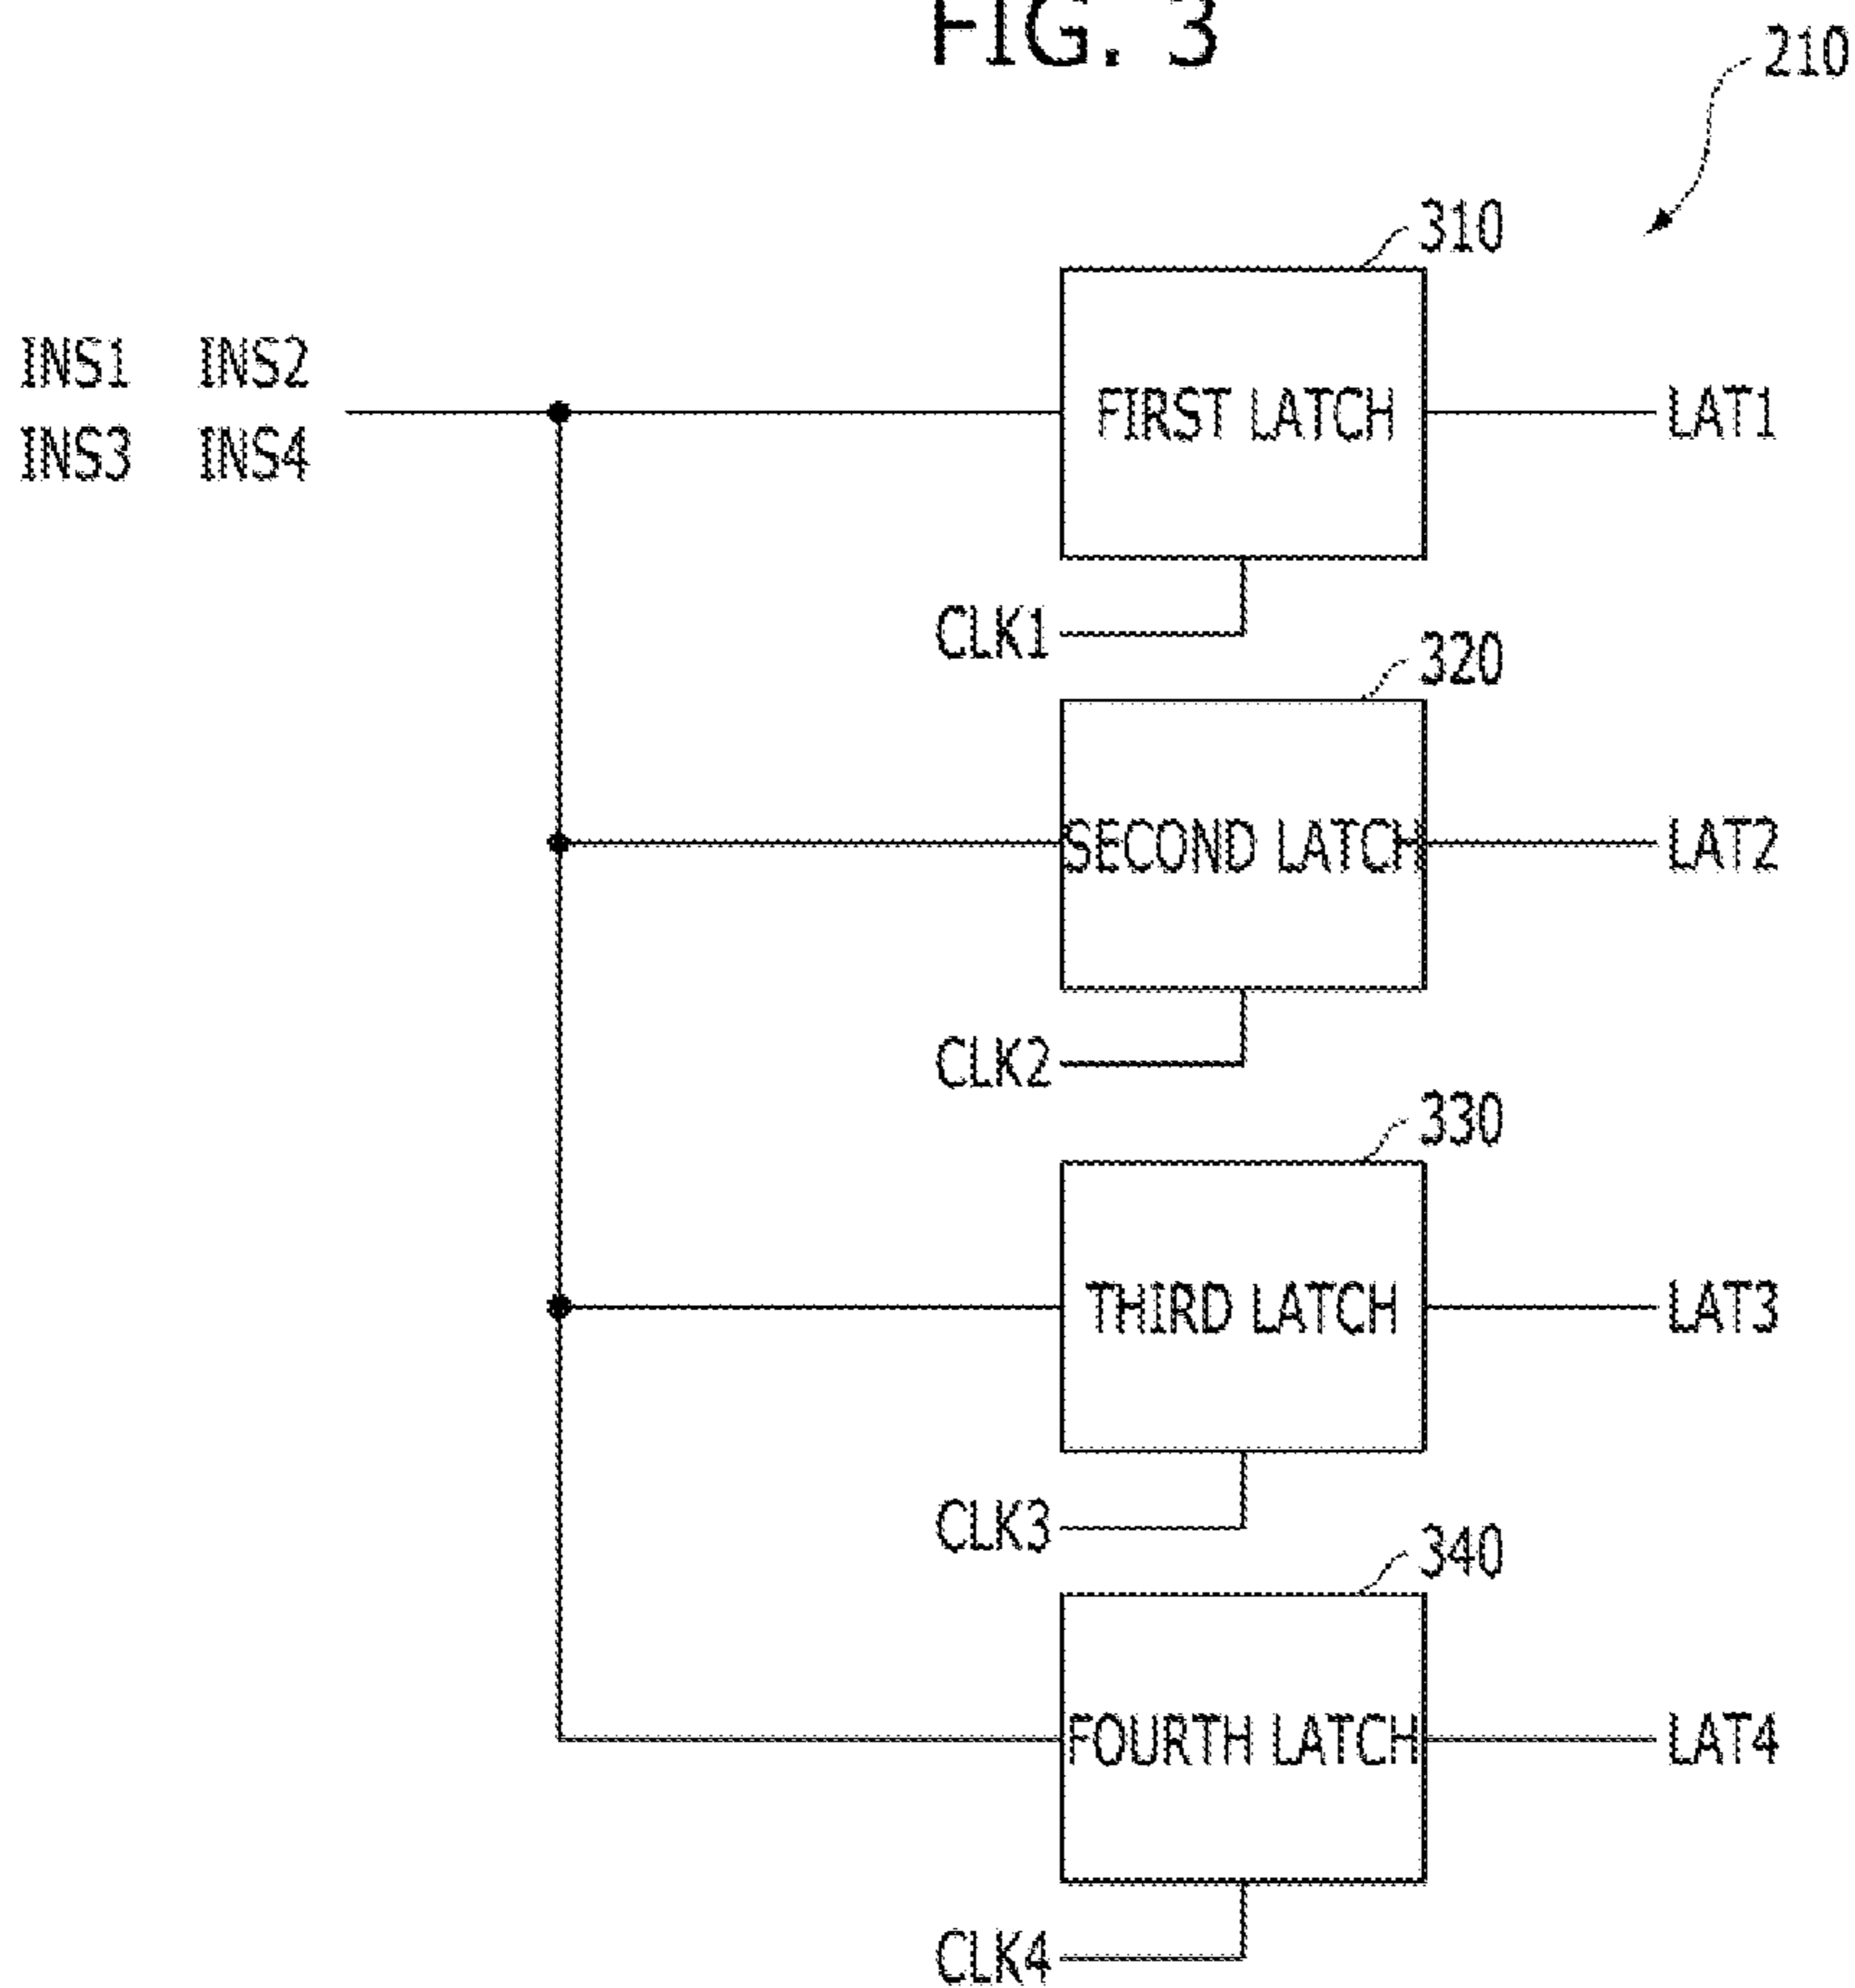 FIG. 3
210
310
INS1 INS2
INS3 INS4
FIRST LATCH
LAT1
CLK1
320
SECOND LATCH
LAT2
CLK2
330
THIRD LATCH
LAT3
CLK3
340
FOURTH LATCH
LAT4
CLK4